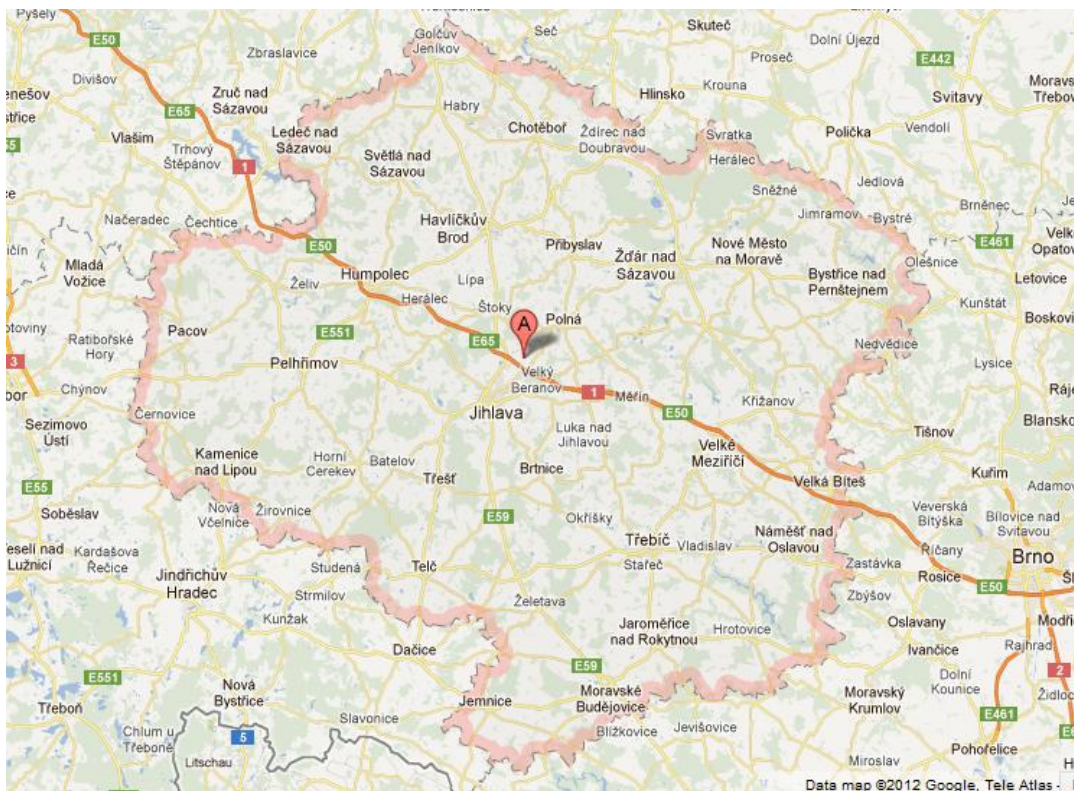 Pyšely
E50
Golčův
Jeníkov
Seč
Skuteč
Dolní Újezd
Zbraslavice
Proseč
E442
Divišov
Krouna
Zruč nad
Sázavou
Habry
Hlinsko
Svitavy
E65
Chotěboř
Vlašim
Ledeč nad
Sázavou
Ždírec nad
Doubravou
Svratka
Polička
Vendolí
Trhový
Štěpánov
1
Světlá nad
Sázavou
Herálec
Sněžné
Jedlová
Načeradec
Čechtice
Havlíčkův
Brod
Jimramov
Bystré
Brněnec
E50
Přibyslav
Nové Město
na Moravě
E461
Mladá
Vožice
Humpolec
Žďár nad
Sázavou
Olešnice
Letovice
Želiv
Lípa
Bystřice nad
Pernštejnem
Herálec
Štoky
Kunštát
Pacov
E551
Polná
A
Ratibořské
Hory
E65
Nedvědice
3
Pelhřimov
Velký
Beranov
Lysice
Chýnov
1
Měřín
Křižanov
Černovice
Jihlava
E50
Sezimovo
Ústí
Luka nad
Jihlavou
Tišnov
Kamenice
nad Lipou
Horní
Cerekev
Batelov
Velké
Meziříčí
Třešť
Brtnice
Kuřim
E55
Velká Bíteš
Nová
Včelnice
Žirovnice
Veverská
Bítýška
Bílovice nad
Svitavou
Soběslav
E59
Okříšky
Náměšť nad
Oslavou
Kardašova
Řečice
Třebíč
Vladislav
Říčany
Brno
Lužnicí
Studená
Telč
Stařeč
Zastávka
Rosice
E50
Jindřichův
Hradec
Strmilov
Želetava
Zbýšov
Kunžak
Jaroměřice
nad Rokytnou
Hrotovice
Oslavany
Dačice
Ivančice
Rajhrad
E59
2
E551
Nová
Bystřice
Jemnice
Moravské
Budějovice
Moravský
Krumlov
Dolní
Kounice
Třeboň
Slavonice
E461
Chlum u
Třeboně
5
Blížkovice
Jevišovice
Litschau
Miroslav
Pohořelice
Data map ©2012 Google, Tele Atlas -